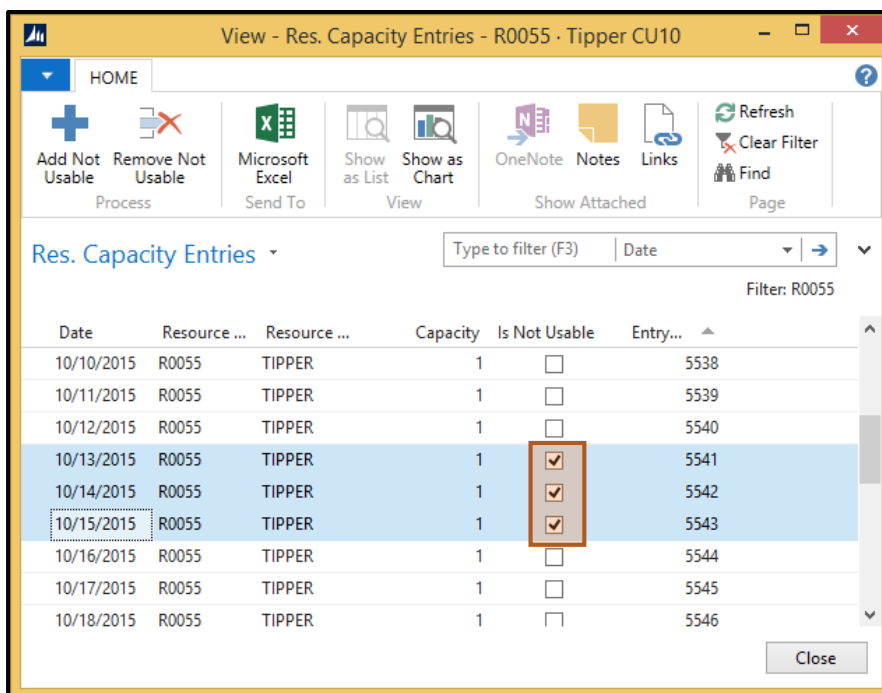 View - Res. Capacity Entries - R0055 · Tipper CU10
HOME
Add Not Usable
Remove Not Usable
Microsoft Excel
Show as List
Show as Chart
OneNote
Notes
Links
Refresh
Clear Filter
Find
Process
Send To
View
Show Attached
Page
Res. Capacity Entries
Type to filter (F3) Date
Filter: R0055
Date Resource ... Resource ... Capacity Is Not Usable Entry...
10/10/2015 R0055 TIPPER 1 5538
10/11/2015 R0055 TIPPER 1 5539
10/12/2015 R0055 TIPPER 1 5540
10/13/2015 R0055 TIPPER 1 5541
10/14/2015 R0055 TIPPER 1 5542
10/15/2015 R0055 TIPPER 1 5543
10/16/2015 R0055 TIPPER 1 5544
10/17/2015 R0055 TIPPER 1 5545
10/18/2015 R0055 TIPPER 1 5546
Close